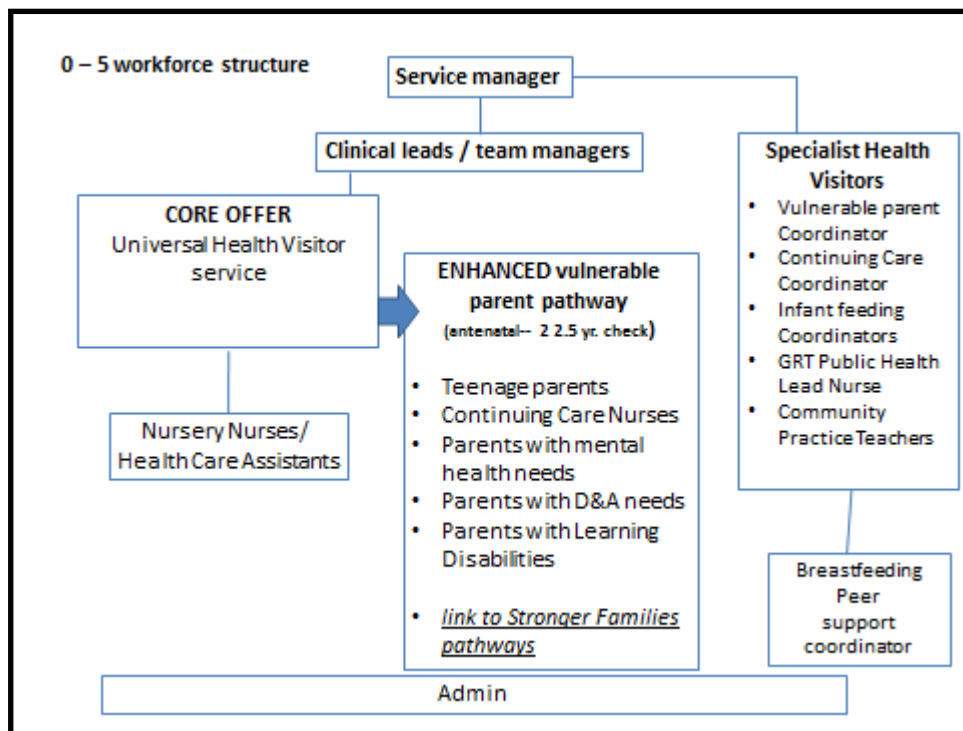 0 – 5 workforce structure
Service manager
Clinical leads / team managers
CORE OFFER
Universal Health Visitor
service
Nursery Nurses/
Health Care Assistants
ENHANCED vulnerable
parent pathway
(antenatal-- 2 2.5 yr. check)
• Teenage parents
• Continuing Care Nurses
• Parents with mental
health needs
• Parents with D&A needs
• Parents with Learning
Disabilities
• link to Stronger Families
pathways
Specialist Health
Visitors
• Vulnerable parent
Coordinator
• Continuing Care
Coordinator
• Infant feeding
Coordinators
• GRT Public Health
Lead Nurse
• Community
Practice Teachers
Breastfeeding
Peer
support
coordinator
Admin